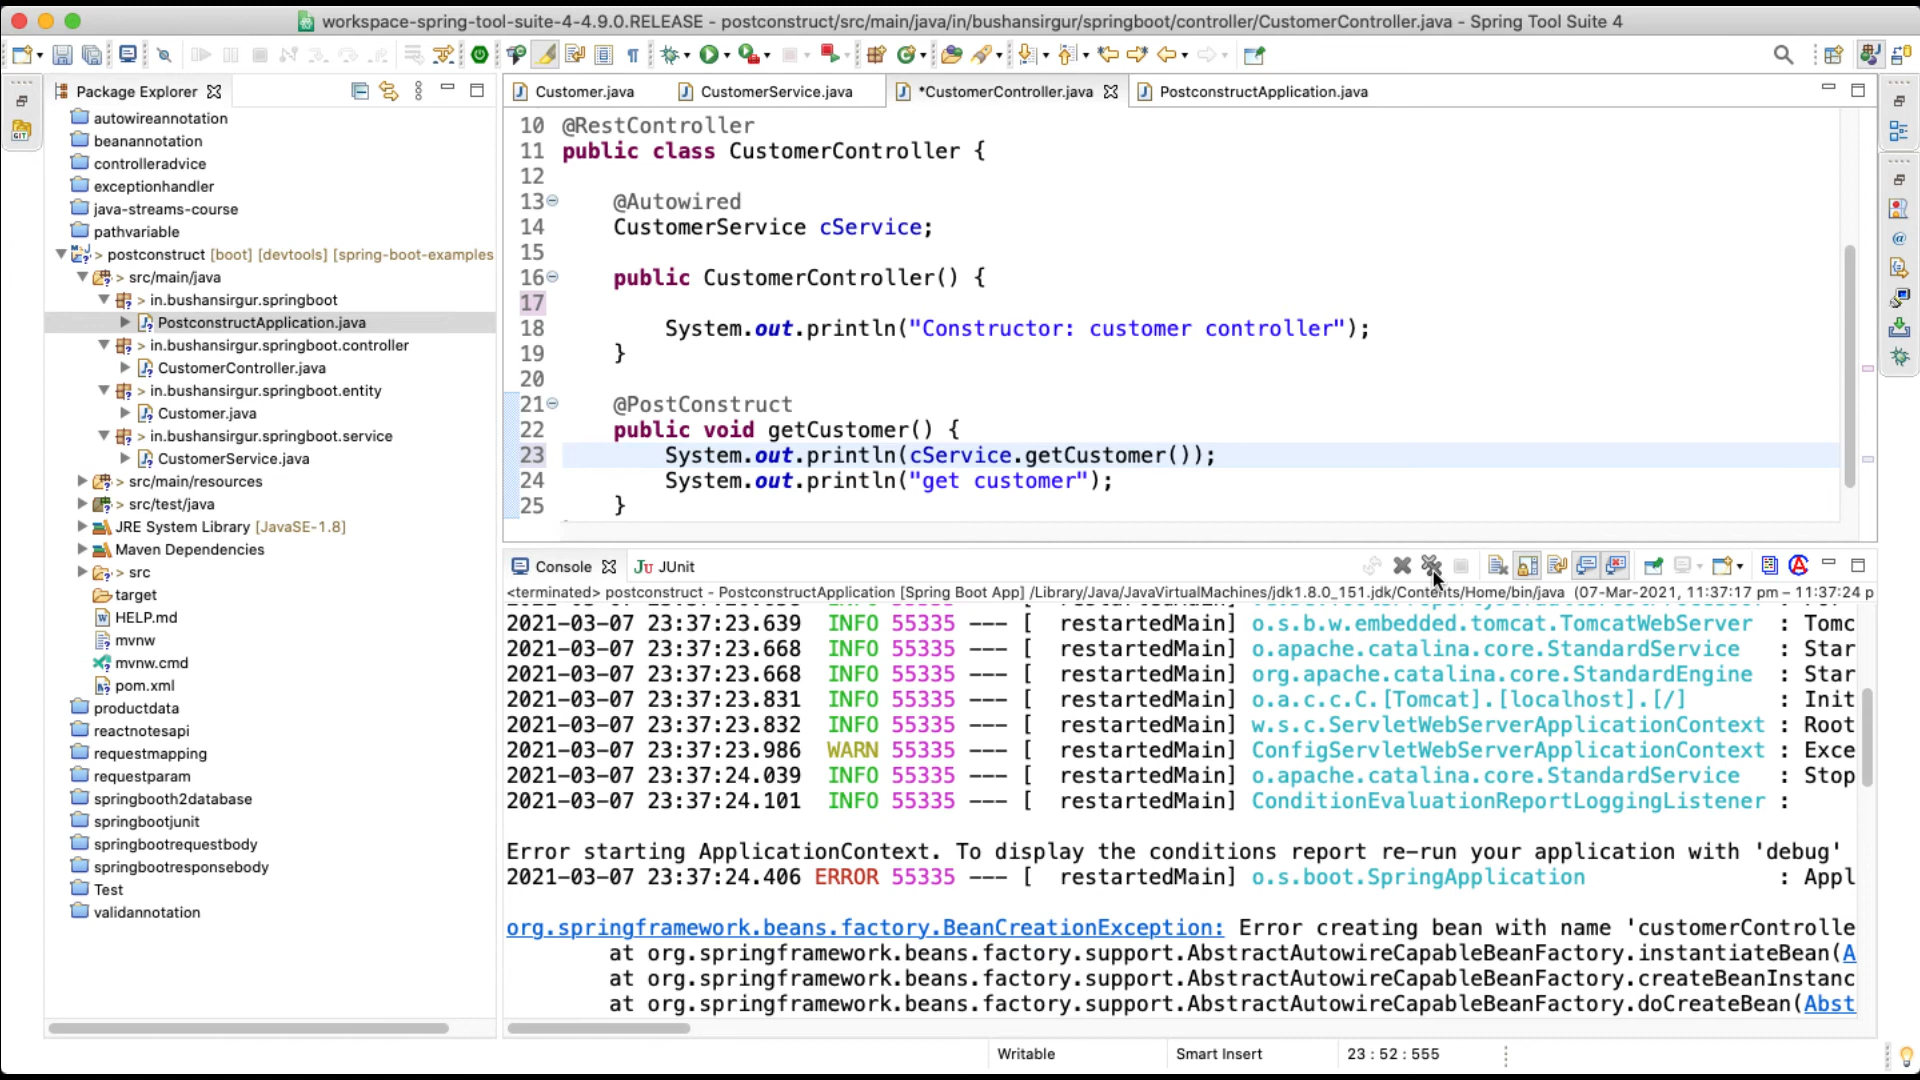 workspace-spring-tool-suite-4-4.9.0.RELEASE - postconstruct/src/main/java/in/bushansirgur/springboot/controller/CustomerController.java - Spring Tool Suite 4
Package Explorer
autowireannotation
beanannotation
controlleradvice
exceptionhandler
java-streams-course
pathvariable
> postconstruct [boot] [devtools] [spring-boot-examples
> src/main/java
> in.bushansirgur.springboot
PostconstructApplication.java
> in.bushansirgur.springboot.controller
CustomerController.java
> in.bushansirgur.springboot.entity
Customer.java
> in.bushansirgur.springboot.service
CustomerService.java
> src/main/resources
> src/test/java
JRE System Library [JavaSE-1.8]
Maven Dependencies
> src
target
HELP.md
mvnw
mvnw.cmd
pom.xml
productdata
reactnotesapi
requestmapping
requestparam
springbooth2database
springbootjunit
springbootrequestbody
springbootresponsebody
Test
validannotation
Customer.java
CustomerService.java
*CustomerController.java
PostconstructApplication.java
10 @RestController
11 public class CustomerController {
12
13 @Autowired
14 CustomerService cService;
15
16 public CustomerController() {
17
18 System.out.println("Constructor: customer controller");
19 }
20
21 @PostConstruct
22 public void getCustomer() {
23 System.out.println(cService.getCustomer());
24 System.out.println("get customer");
25 }
Console
JUnit
<terminated> postconstruct - PostconstructApplication [Spring Boot App] /Library/Java/JavaVirtualMachines/jdk1.8.0_151.jdk/Contents/Home/bin/java (07-Mar-2021, 11:37:17 pm – 11:37:24 p
2021-03-07 23:37:23.639 INFO 55335 --- [ restartedMain] o.s.b.w.embedded.tomcat.TomcatWebServer : Tomc
2021-03-07 23:37:23.668 INFO 55335 --- [ restartedMain] o.apache.catalina.core.StandardService : Star
2021-03-07 23:37:23.668 INFO 55335 --- [ restartedMain] org.apache.catalina.core.StandardEngine : Star
2021-03-07 23:37:23.831 INFO 55335 --- [ restartedMain] o.a.c.c.C.[Tomcat].[localhost].[/] : Init
2021-03-07 23:37:23.832 INFO 55335 --- [ restartedMain] w.s.c.ServletWebServerApplicationContext : Root
2021-03-07 23:37:23.986 WARN 55335 --- [ restartedMain] ConfigServletWebServerApplicationContext : Exce
2021-03-07 23:37:24.039 INFO 55335 --- [ restartedMain] o.apache.catalina.core.StandardService : Stop
2021-03-07 23:37:24.101 INFO 55335 --- [ restartedMain] ConditionEvaluationReportLoggingListener :
Error starting ApplicationContext. To display the conditions report re-run your application with 'debug'
2021-03-07 23:37:24.406 ERROR 55335 --- [ restartedMain] o.s.boot.SpringApplication : Appl
org.springframework.beans.factory.BeanCreationException: Error creating bean with name 'customerControlle
at org.springframework.beans.factory.support.AbstractAutowireCapableBeanFactory.instantiateBean(A
at org.springframework.beans.factory.support.AbstractAutowireCapableBeanFactory.createBeanInstanc
at org.springframework.beans.factory.support.AbstractAutowireCapableBeanFactory.doCreateBean(Abst
Writable
Smart Insert
23 : 52 : 555